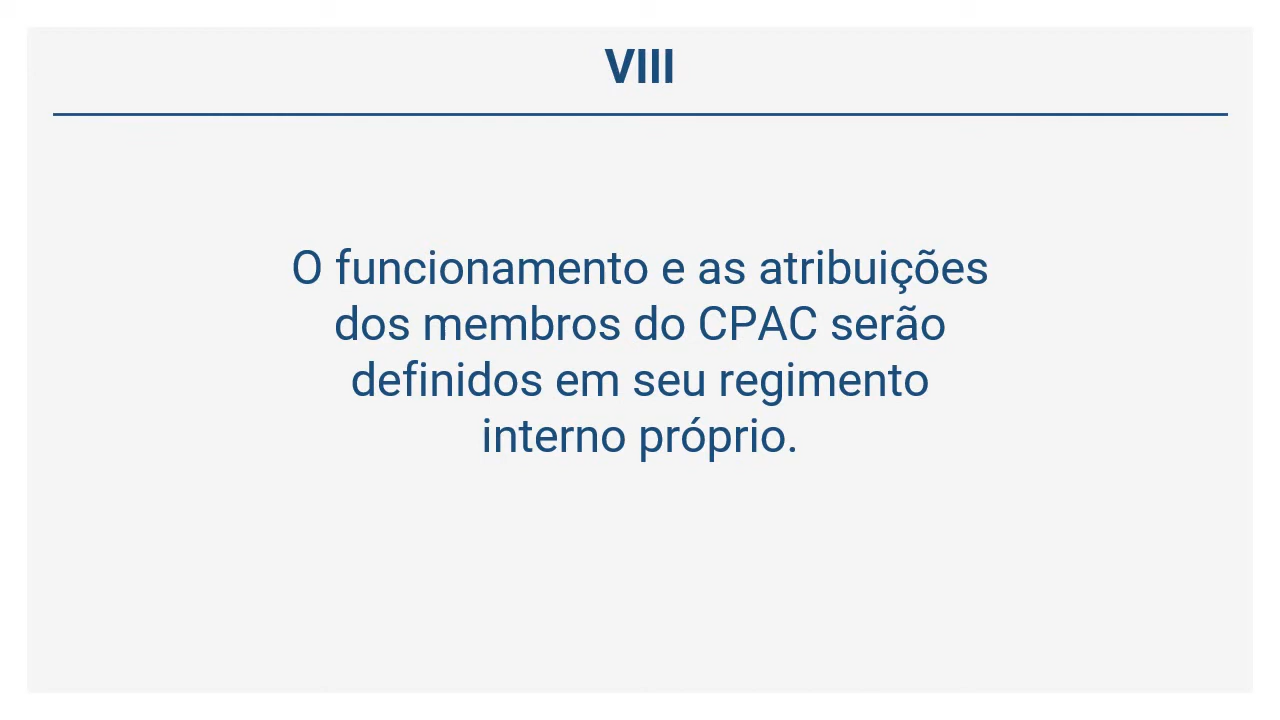 VIII
O funcionamento e as atribuições
dos membros do CPAC serão
definidos em seu regimento
interno próprio.